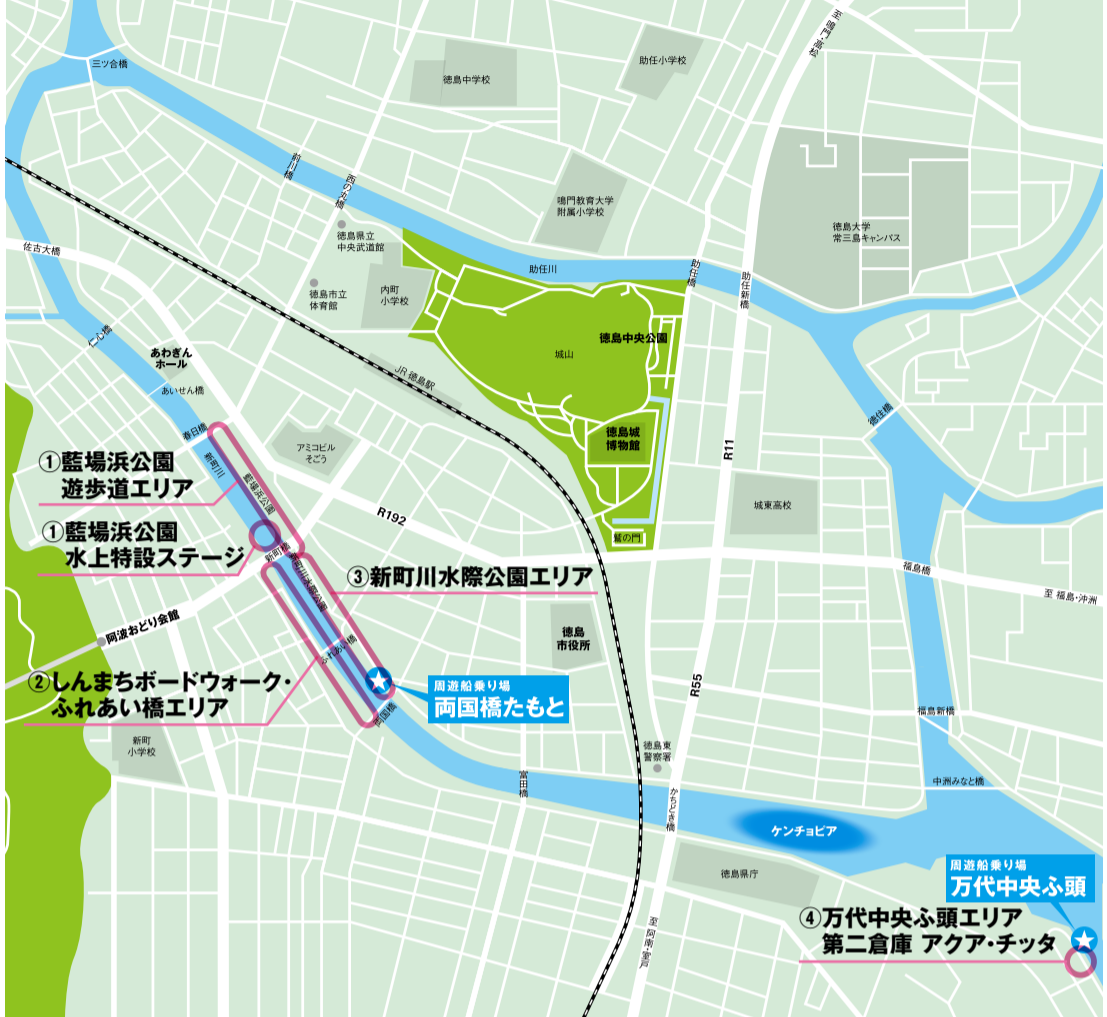 至 鳴門・高松
三ツ合橋
徳島中学校
助任小学校
前川橋
西の丸橋
鳴門教育大学
附属小学校
徳島県立
中央武道館
徳島大学
常三島キャンパス
佐古大橋
助任川
助任橋
助任新橋
徳島市立
体育館
内町
小学校
仁心橋
徳島中央公園
城山
あわぎん
ホール
JR 徳島駅
あいせん橋
徳住橋
春日橋
新町川
藍場浜公園
アミコビル
そごう
徳島城
博物館
R11
①藍場浜公園
遊歩道エリア
城東高校
R192
①藍場浜公園
水上特設ステージ
鷲の門
新町橋
新町川水際公園
③新町川水際公園エリア
福島橋
至 福島・沖洲
阿波おどり会館
徳島
市役所
ふれあい橋
②しんまちボードウォーク・
ふれあい橋エリア
周遊船乗り場
両国橋たもと
R55
両国橋
福島新橋
新町
小学校
徳島東
警察署
富田橋
中洲みなと橋
かちどき橋
ケンチョピア
徳島県庁
周遊船乗り場
万代中央ふ頭
④万代中央ふ頭エリア
第二倉庫 アクア・チッタ
至 阿南・室戸